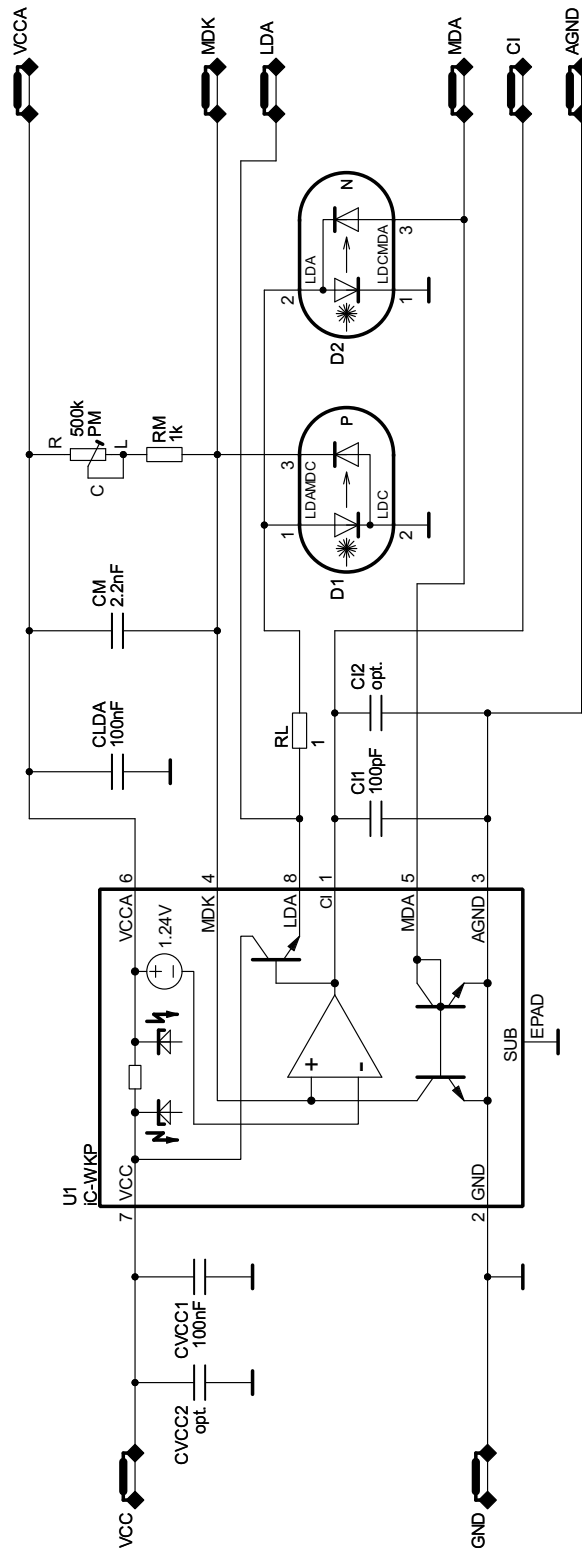 VCCA
MDK
LDA
MDA
CI
AGND
R
500k
PM
L
C
RM
1k
CM
2.2nF
CLDA
100nF
LDA
N
2
3
LDCMDA
1
D2
LDAMDC
P
1
3
LDC
2
D1
RL
1
CI2
opt.
CI1
100pF
U1
iC-WKP
7
VCC
VCCA
6
1.24V
MDK
4
LDA
8
CI
1
MDA
5
AGND
3
+
-
+
-
2
GND
SUB
EPAD
CVCC1
100nF
CVCC2
opt.
VCC
GND